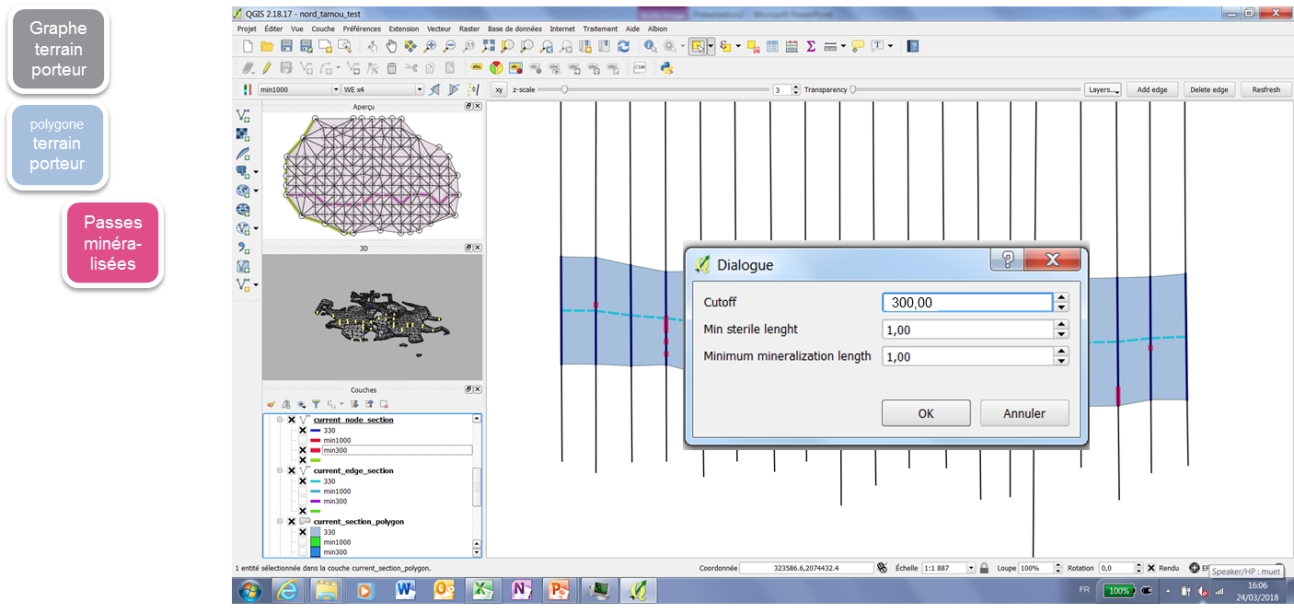 Graphe
terrain
porteur
polygone
terrain
porteur
Passes
minéra-
lisées
QGIS 2.18.17 - nord_tamou_test
Projet Éditer Vue Couche Préférences Extension Vecteur Raster Base de données Internet Traitement Aide Albion
min1000 WE x4 xy z-scale 3 Transparency Layers... Add edge Delete edge Resfresh
Aperçu
3D
Couches
current_node_section
330
min1000
min300
current_edge_section
330
min1000
min300
current_section_polygon
330
min1000
min300
Dialogue
Cutoff 300,00
Min sterile lenght 1,00
Minimum mineralization length 1,00
OK Annuler
1 entité sélectionnée dans la couche current_section_polygon.
Coordonnée 323586.6,2074432.4 Échelle 1:1 887 Loupe 100% Rotation 0,0 Rendu
Speaker/HP : muet
FR 100% 16:06
24/03/2018